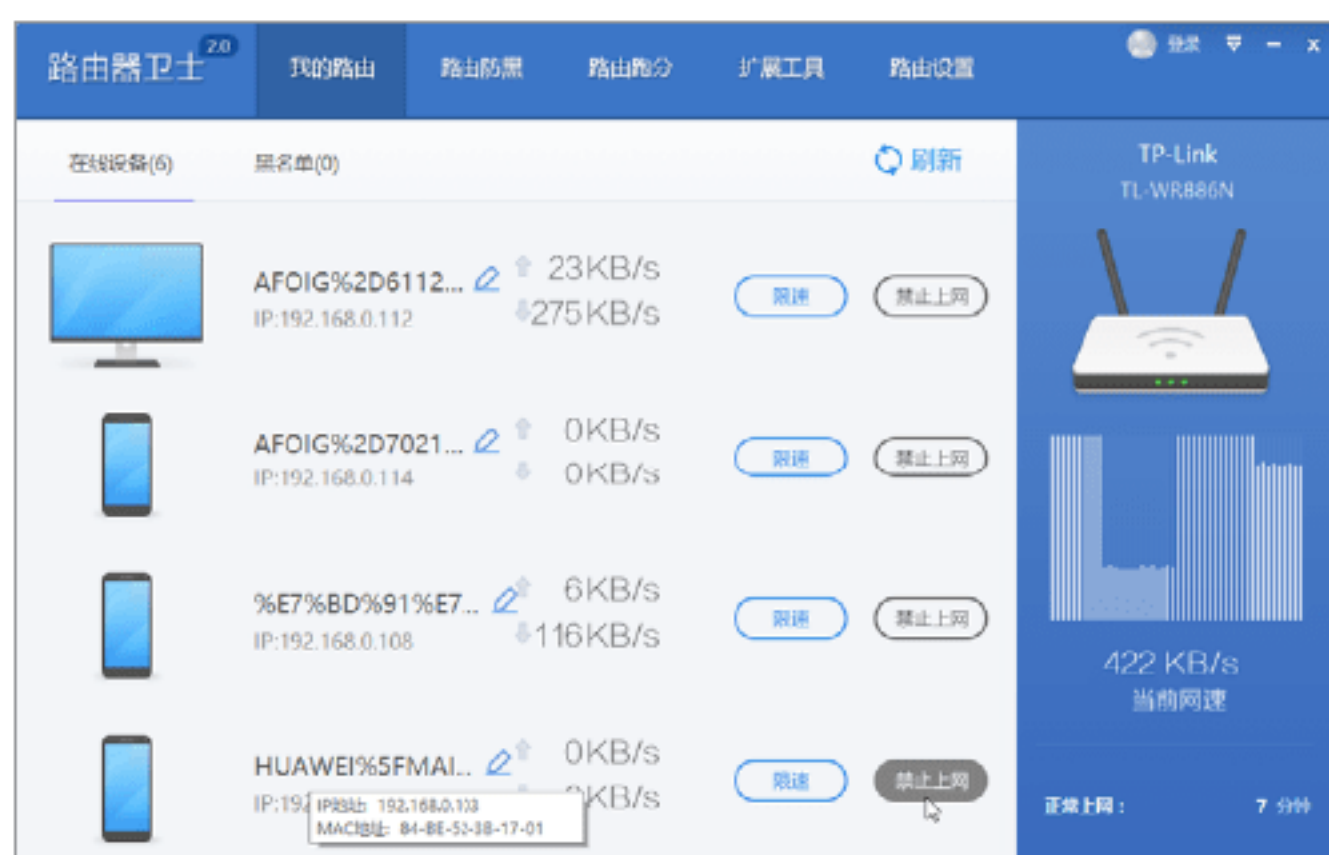 路由器卫士 2.0 我的路由 路由防黑 路由跑分 扩展工具 路由设置 登录
在线设备(6) 黑名单(0) 刷新
AFOIG%2D6112... 23KB/s
IP:192.168.0.112 275KB/s
限速 禁止上网
AFOIG%2D7021... 0KB/s
IP:192.168.0.114 0KB/s
限速 禁止上网
%E7%BD%91%E7... 6KB/s
IP:192.168.0.108 116KB/s
限速 禁止上网
HUAWEI%5FMAI... 0KB/s
IP:192 KB/s
限速 禁止上网
IP地址: 192.168.0.103
MAC地址:
TP-Link
TL-WR886N
422 KB/s
当前网速
正常上网: 7 分钟